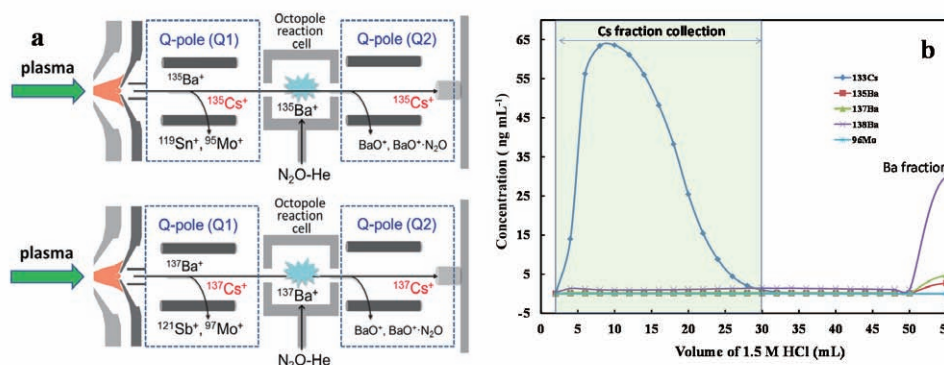 a
plasma
Q-pole (Q1)
Octopole
reaction
cell
Q-pole (Q2)
¹³⁵Ba⁺
¹³⁵Cs⁺
¹³⁵Ba⁺
¹³⁵Cs⁺
¹¹⁹Sn⁺, ⁹⁵Mo⁺
BaO⁺, BaO⁺·N₂O
N₂O-He
plasma
Q-pole (Q1)
Octopole
reaction
cell
Q-pole (Q2)
¹³⁷Ba⁺
¹³⁷Cs⁺
¹³⁷Ba⁺
¹³⁷Cs⁺
¹²¹Sb⁺, ⁹⁷Mo⁺
BaO⁺, BaO⁺·N₂O
N₂O-He
b
Cs fraction collection
133Cs
135Ba
137Ba
138Ba
96Mo
Ba fraction
Concentration ( ng mL⁻¹)
65
55
45
35
25
15
5
-5
0 5 10 15 20 25 30 35 40 45 50 55
Volume of 1.5 M HCl (mL)